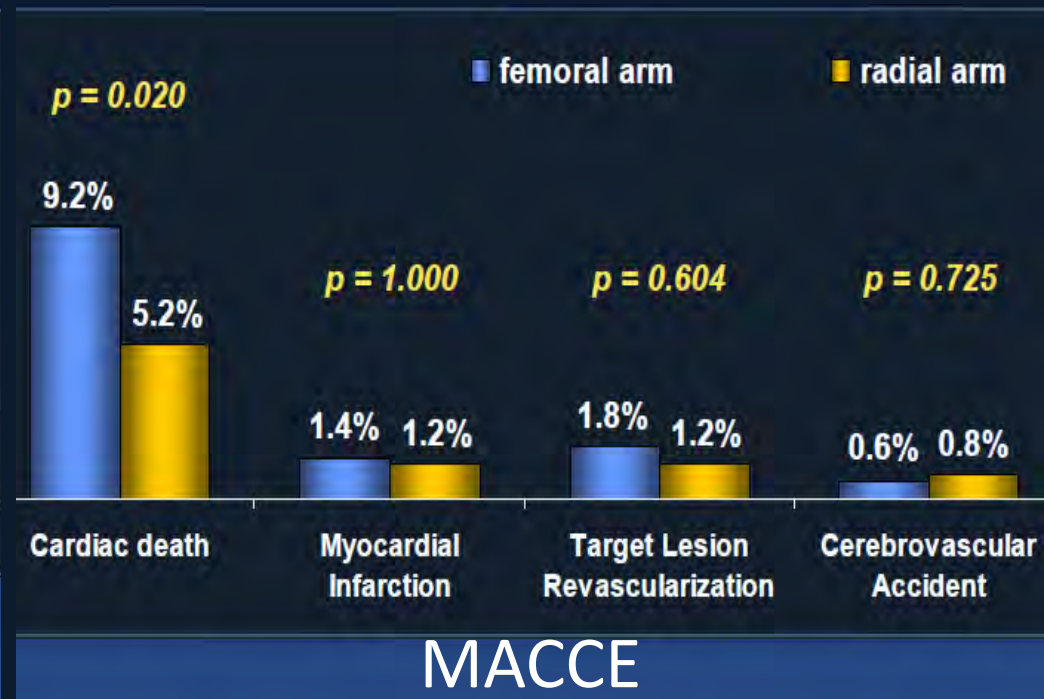 femoral arm
radial arm
p = 0.020
9.2%
5.2%
p = 1.000
1.4%
1.2%
p = 0.604
1.8%
1.2%
p = 0.725
0.6%
0.8%
Cardiac death
Myocardial
Infarction
Target Lesion
Revascularization
Cerebrovascular
Accident
MACCE